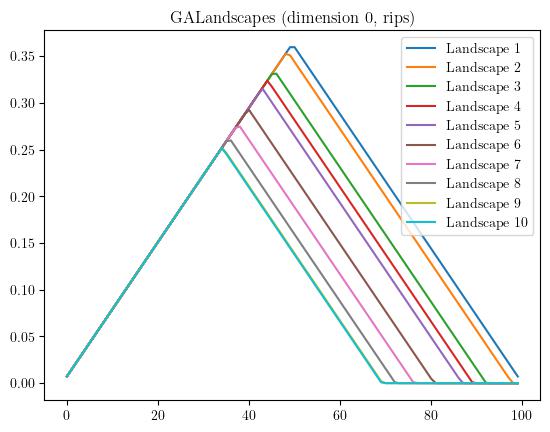 GALandscapes (dimension 0, rips)
Landscape 1
Landscape 2
Landscape 3
Landscape 4
Landscape 5
Landscape 6
Landscape 7
Landscape 8
Landscape 9
Landscape 10
0.35
0.30
0.25
0.20
0.15
0.10
0.05
0.00
0 20 40 60 80 100